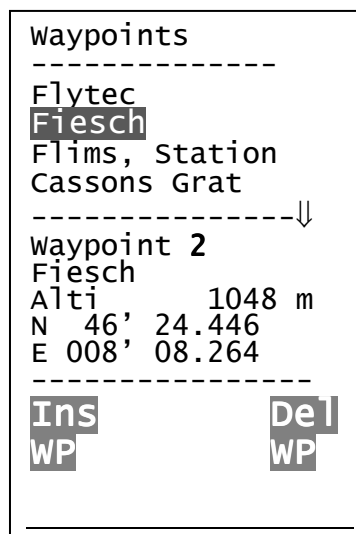 Waypoints
--------------
Flytec
Fiesch
Flims, Station
Cassons Grat
---------------⇓
Waypoint 2
Fiesch
Alti 1048 m
N 46’ 24.446
E 008’ 08.264
----------------
Ins Del
WP WP